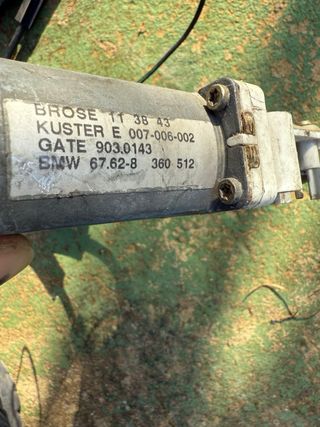 BROSE 11 38 43
KUSTER E 007-006-002
GATE 903.0143
BMW 67.62-8 360 512